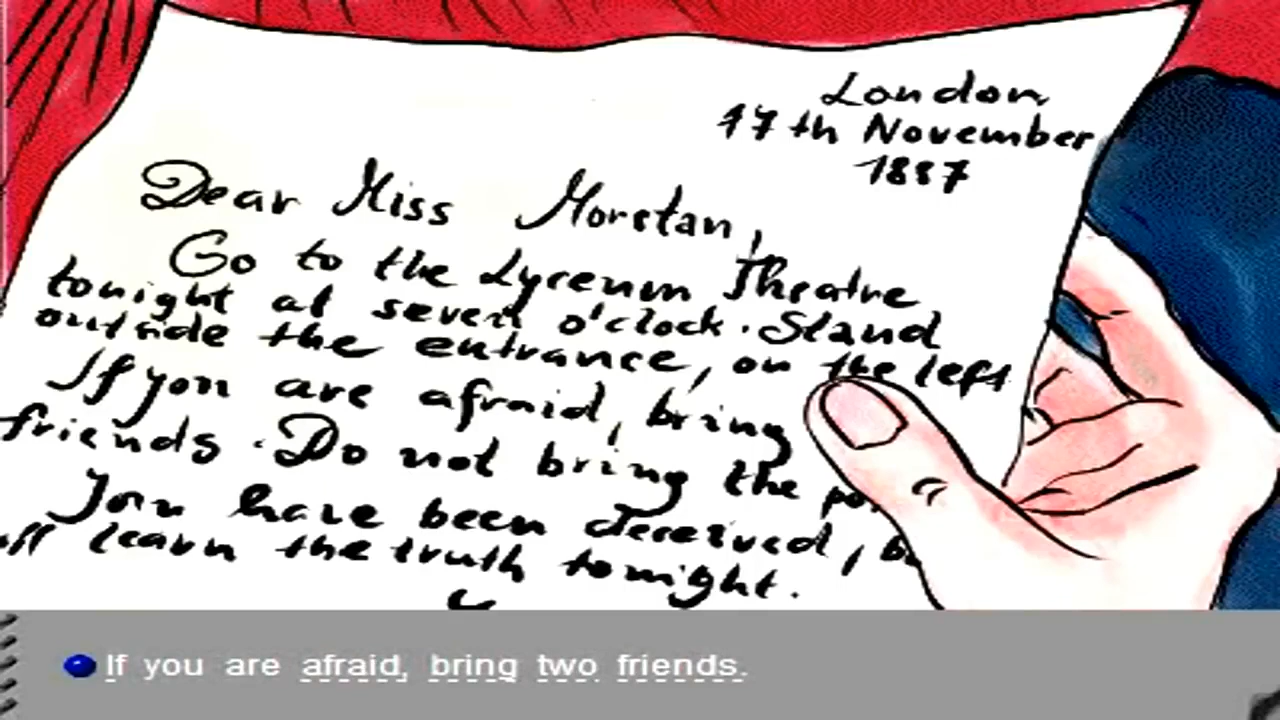 London
17th November
1887
Dear Miss Morstan,
Go to the Lyceum Theatre
tonight at seven o'clock. Stand
outside the entrance, on the left
If you are afraid, bring
friends. Do not bring the po
You have been deceived, b
ll learn the truth tonight.
If you are afraid, bring two friends.